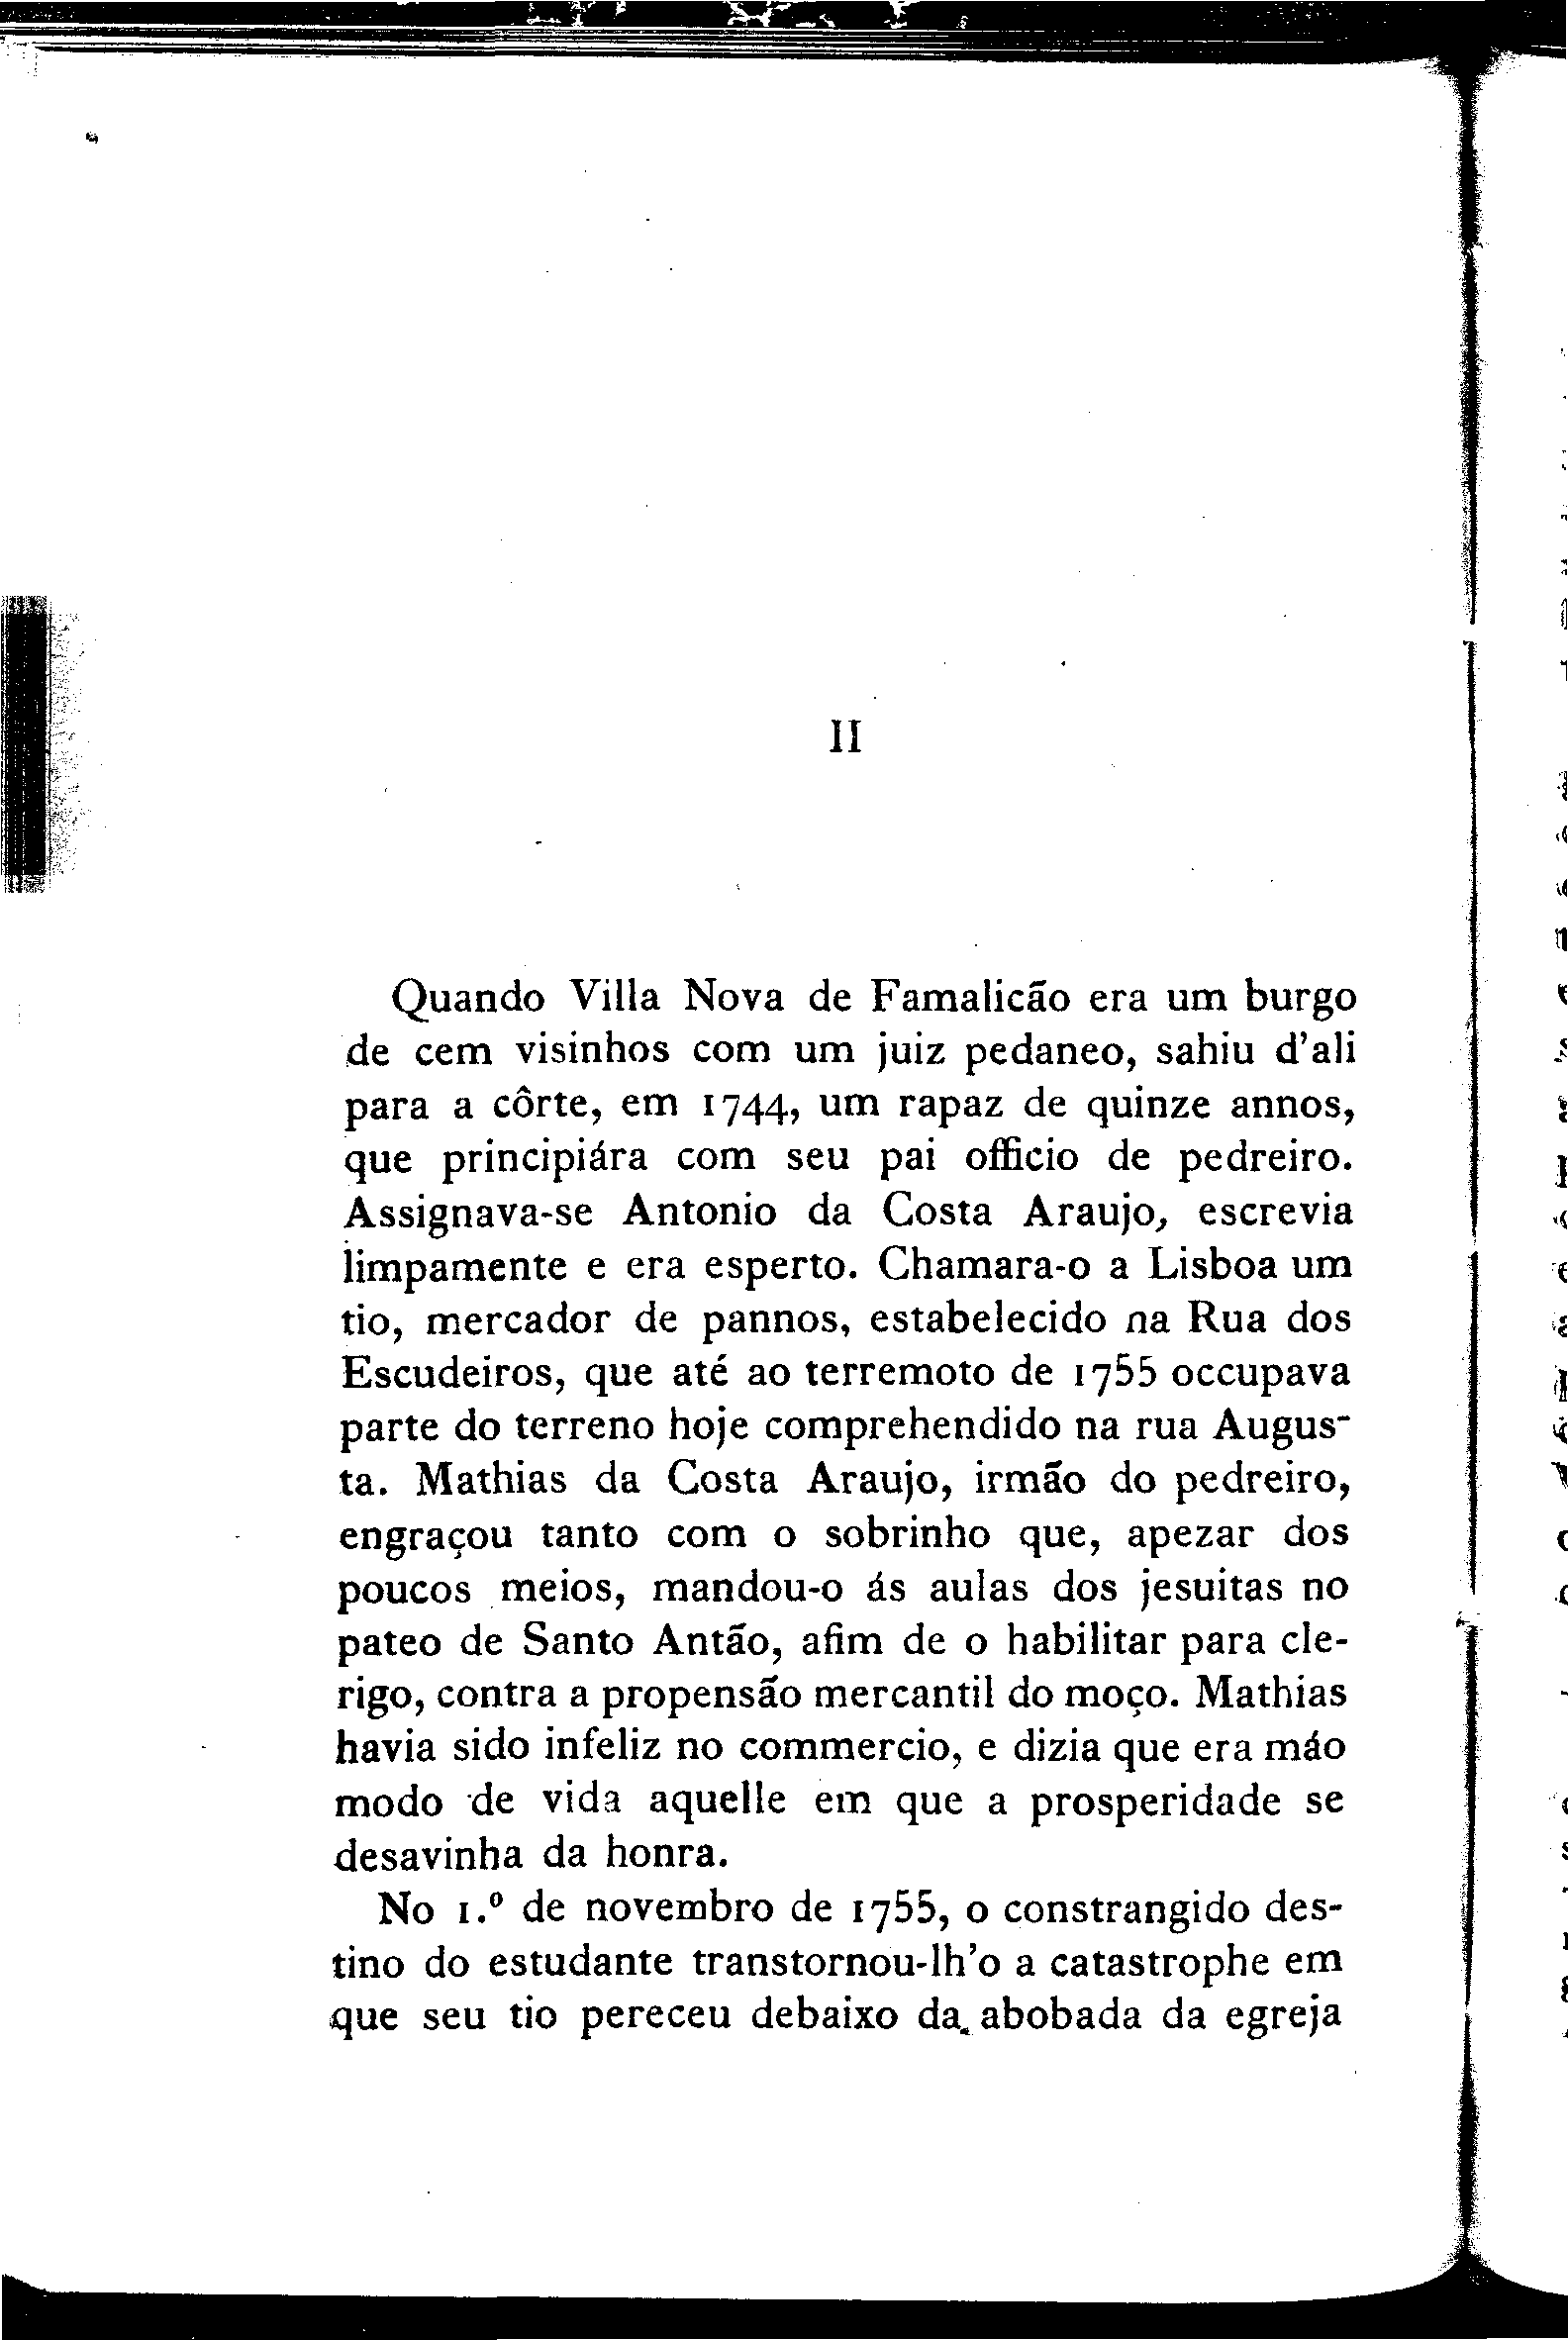 II
Quando Villa Nova de Famalicão era um burgo
de cem visinhos com um juiz pedaneo, sahiu d'ali
para a côrte, em 1744, um rapaz de quinze annos,
que principiára com seu pai officio de pedreiro.
Assignava-se Antonio da Costa Araujo, escrevia
limpamente e era esperto. Chamara-o a Lisboa um
tio, mercador de pannos, estabelecido na Rua dos
Escudeiros, que até ao terremoto de 1755 occupava
parte do terreno hoje comprehendido na rua Augus-
ta. Mathias da Costa Araujo, irmão do pedreiro,
engraçou tanto com o sobrinho que, apezar dos
poucos meios, mandou-o ás aulas dos jesuitas no
pateo de Santo Antão, afim de o habilitar para cle-
rigo, contra a propensão mercantil do moço. Mathias
havia sido infeliz no commercio, e dizia que era máo
modo de vida aquelle em que a prosperidade se
desavinha da honra.
No 1.º de novembro de 1755, o constrangido des-
tino do estudante transtornou-lh'o a catastrophe em
que seu tio pereceu debaixo da abobada da egreja